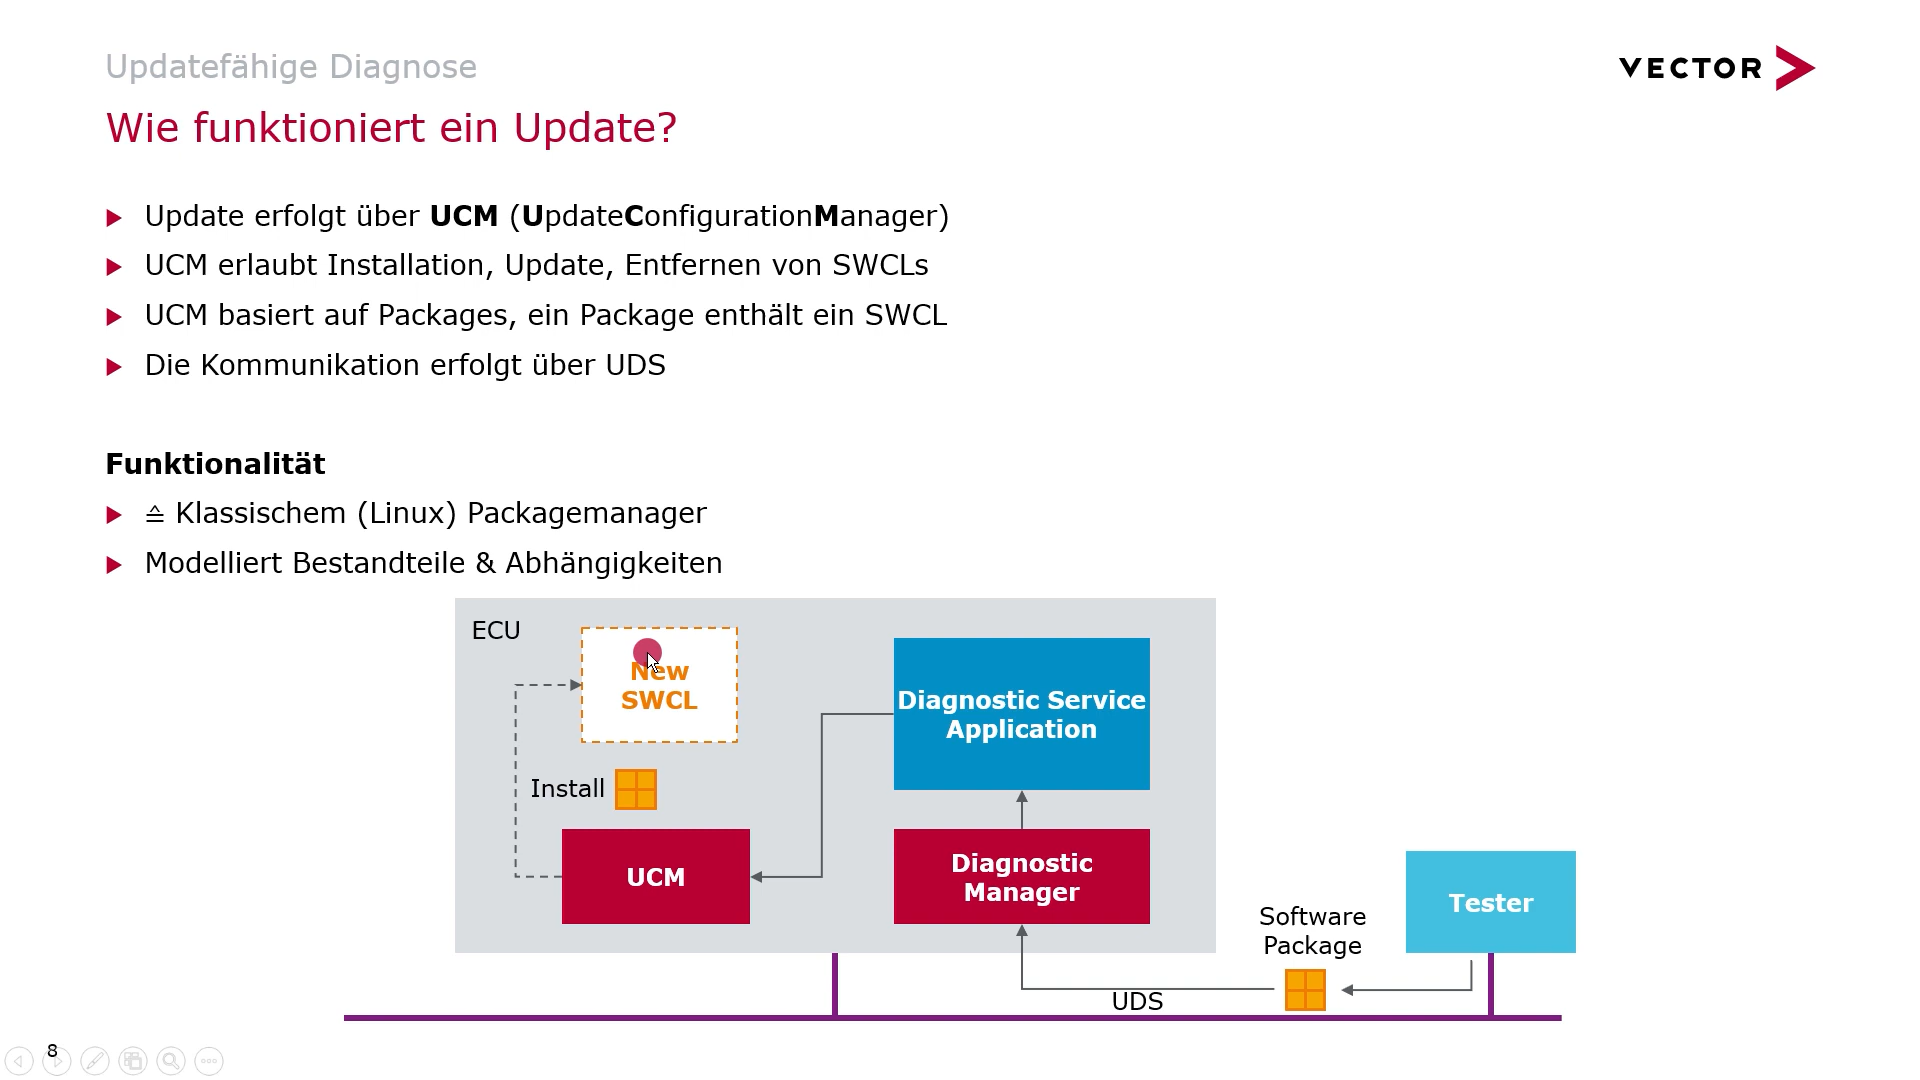 Updatefähige Diagnose
VECTOR
Wie funktioniert ein Update?
Update erfolgt über UCM (UpdateConfigurationManager)
UCM erlaubt Installation, Update, Entfernen von SWCLs
UCM basiert auf Packages, ein Package enthält ein SWCL
Die Kommunikation erfolgt über UDS
Funktionalität
≙ Klassischem (Linux) Packagemanager
Modelliert Bestandteile & Abhängigkeiten
ECU
New
SWCL
Diagnostic Service
Application
Install
UCM
Diagnostic
Manager
Tester
Software
Package
UDS
8